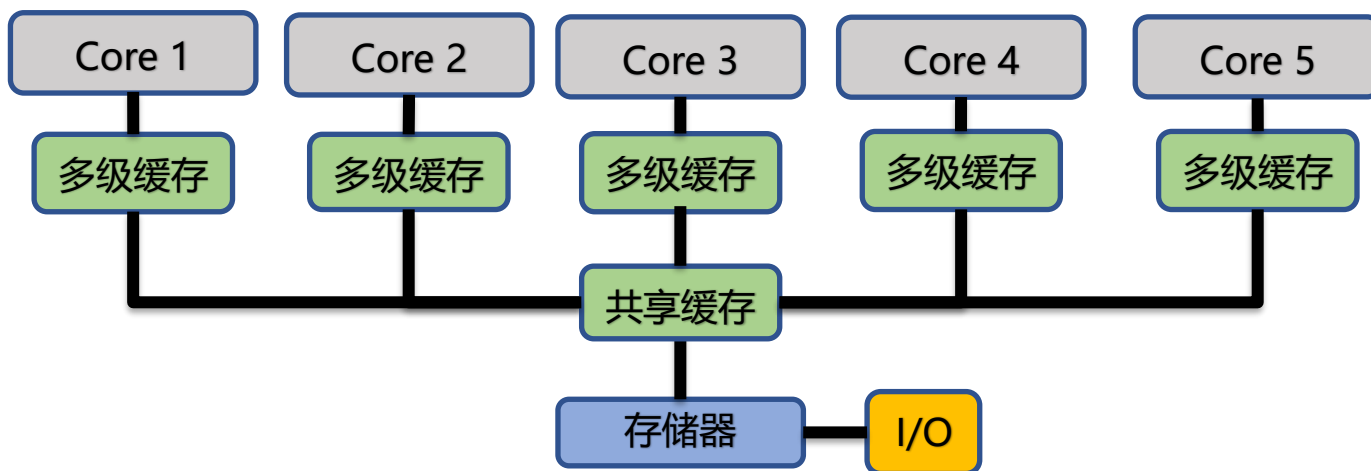 Core 1
Core 2
Core 3
Core 4
Core 5
多级缓存
多级缓存
多级缓存
多级缓存
多级缓存
共享缓存
存储器
I/O